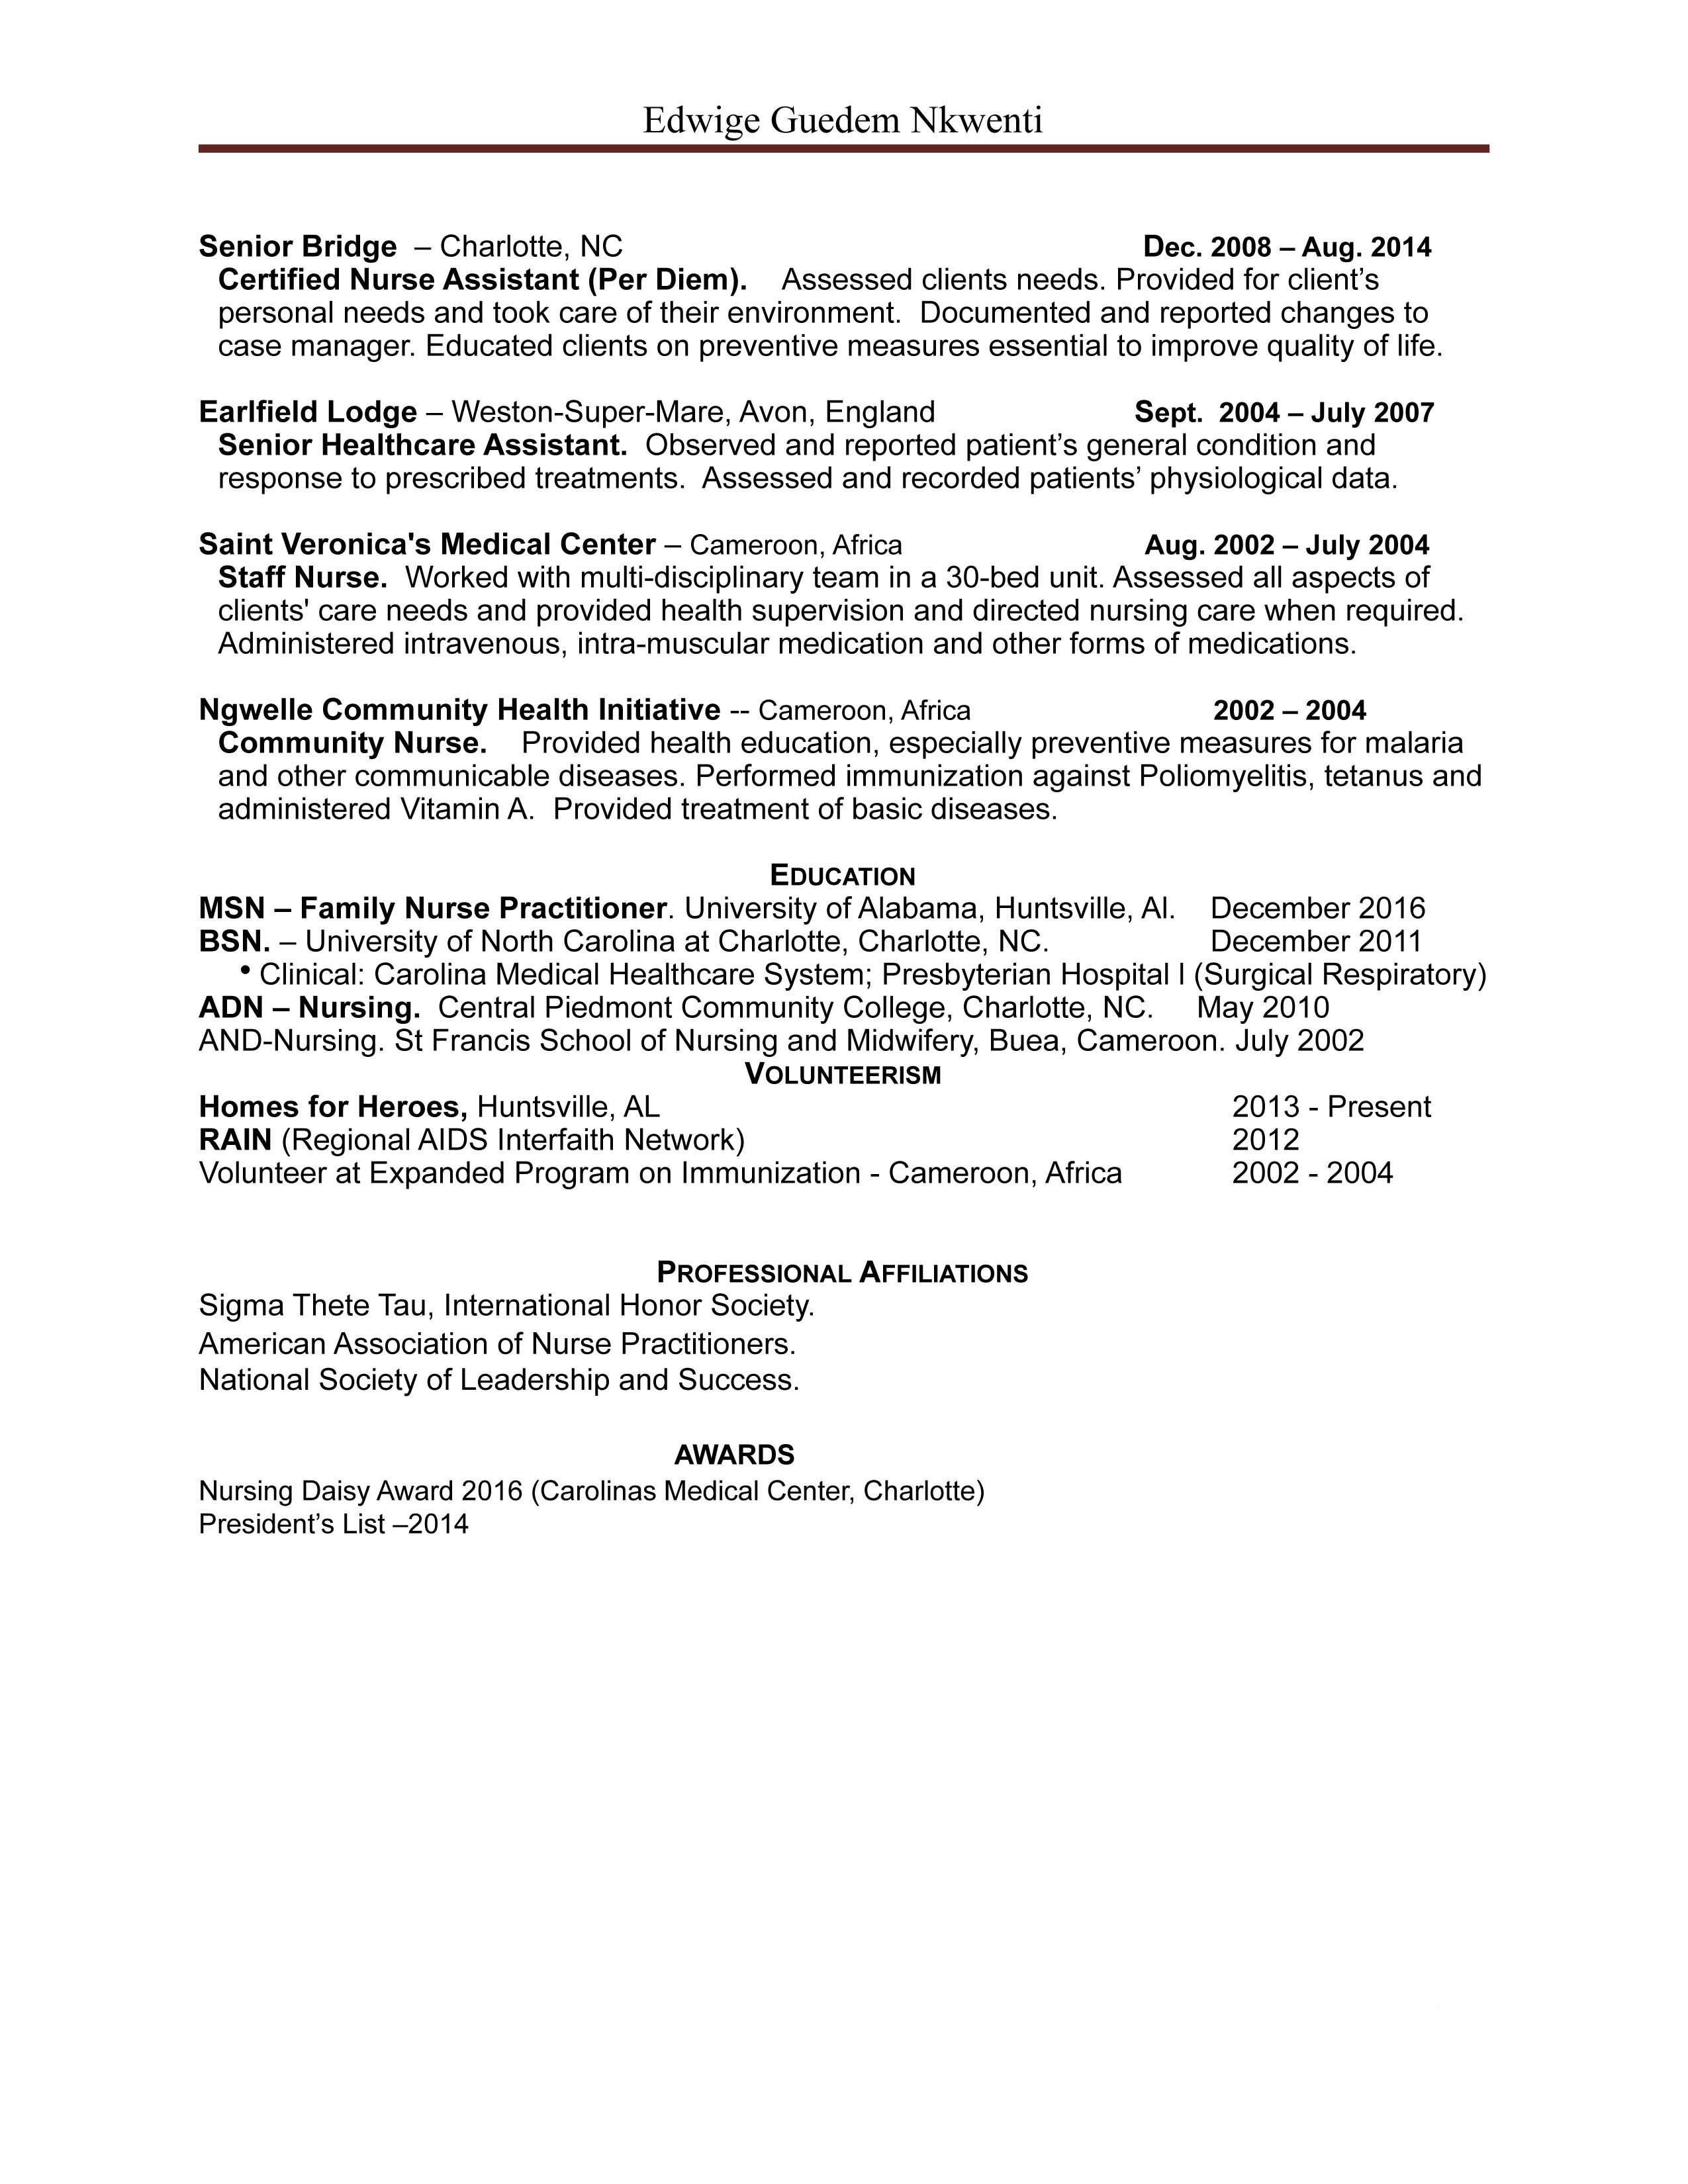 Edwige Guedem Nkwenti
Senior Bridge – Charlotte, NC Dec. 2008 – Aug. 2014
Certified Nurse Assistant (Per Diem). Assessed clients needs. Provided for client’s
personal needs and took care of their environment. Documented and reported changes to
case manager. Educated clients on preventive measures essential to improve quality of life.
Earlfield Lodge – Weston-Super-Mare, Avon, England Sept. 2004 – July 2007
Senior Healthcare Assistant. Observed and reported patient’s general condition and
response to prescribed treatments. Assessed and recorded patients’ physiological data.
Saint Veronica's Medical Center – Cameroon, Africa Aug. 2002 – July 2004
Staff Nurse. Worked with multi-disciplinary team in a 30-bed unit. Assessed all aspects of
clients' care needs and provided health supervision and directed nursing care when required.
Administered intravenous, intra-muscular medication and other forms of medications.
Ngwelle Community Health Initiative -- Cameroon, Africa 2002 – 2004
Community Nurse. Provided health education, especially preventive measures for malaria
and other communicable diseases. Performed immunization against Poliomyelitis, tetanus and
administered Vitamin A. Provided treatment of basic diseases.
EDUCATION
MSN – Family Nurse Practitioner. University of Alabama, Huntsville, Al. December 2016
BSN. – University of North Carolina at Charlotte, Charlotte, NC. December 2011
• Clinical: Carolina Medical Healthcare System; Presbyterian Hospital I (Surgical Respiratory)
ADN – Nursing. Central Piedmont Community College, Charlotte, NC. May 2010
AND-Nursing. St Francis School of Nursing and Midwifery, Buea, Cameroon. July 2002
VOLUNTEERISM
Homes for Heroes, Huntsville, AL 2013 - Present
RAIN (Regional AIDS Interfaith Network) 2012
Volunteer at Expanded Program on Immunization - Cameroon, Africa 2002 - 2004
PROFESSIONAL AFFILIATIONS
Sigma Thete Tau, International Honor Society.
American Association of Nurse Practitioners.
National Society of Leadership and Success.
AWARDS
Nursing Daisy Award 2016 (Carolinas Medical Center, Charlotte)
President’s List –2014